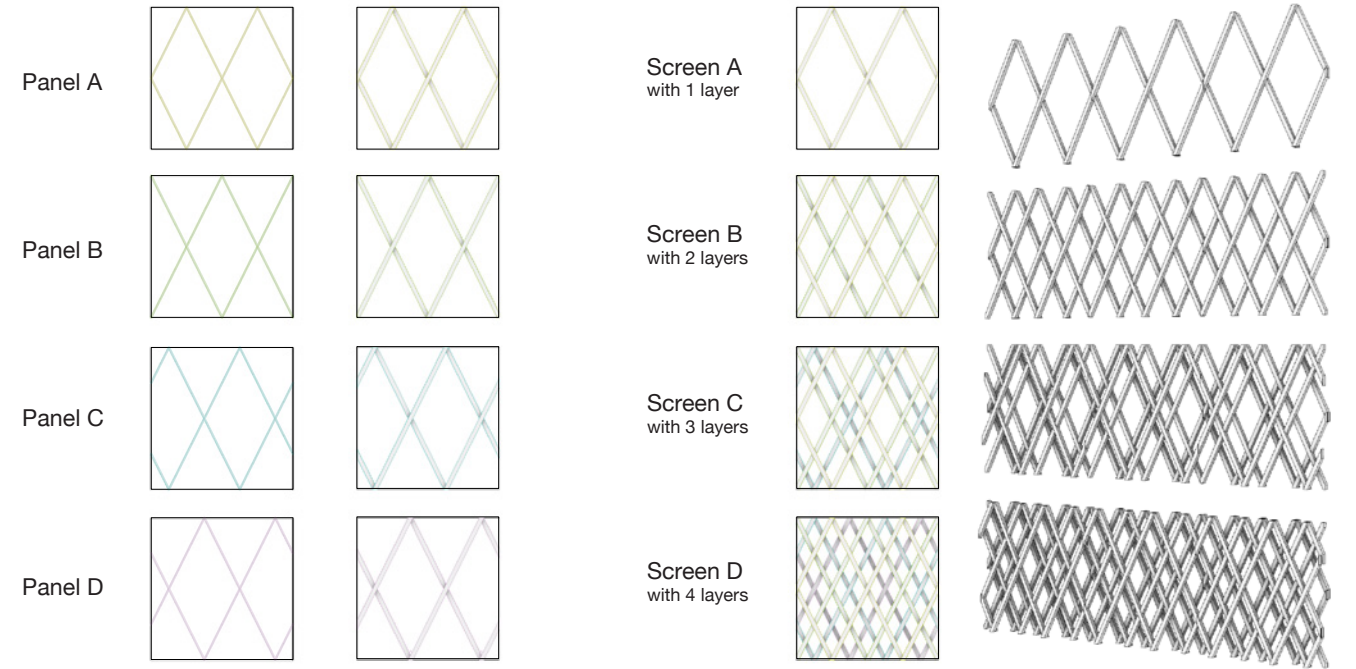 Panel A
Screen A
with 1 layer
Panel B
Screen B
with 2 layers
Panel C
Screen C
with 3 layers
Panel D
Screen D
with 4 layers